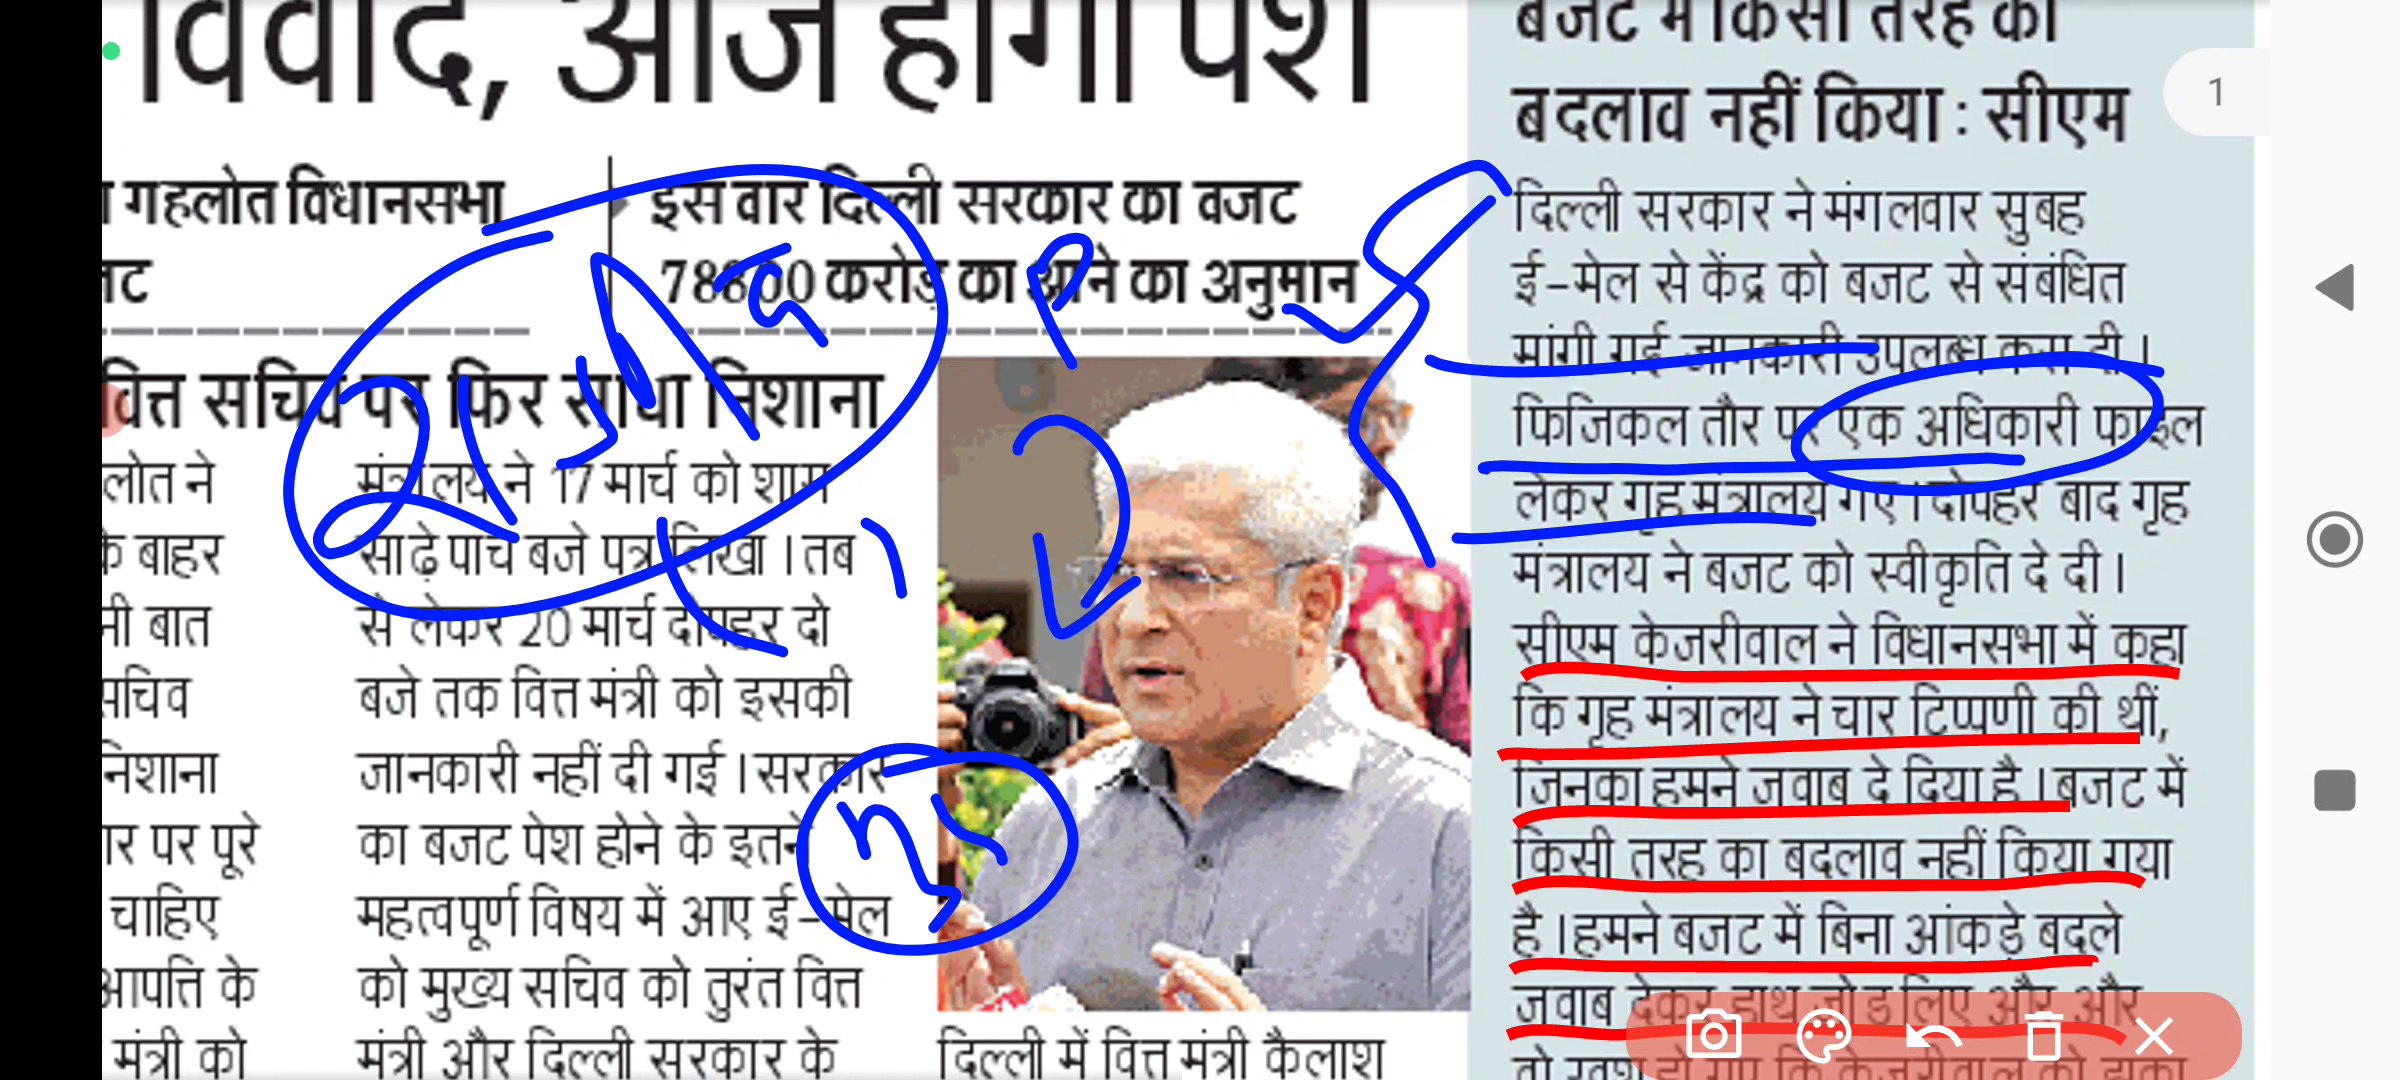 विवाद, आज होगा पेश
गहलोत विधानसभा
इस बार दिल्ली सरकार का बजट
78800 करोड़ का आने का अनुमान
वित्त सचिव पर फिर साधा निशाना
लोत ने
के बाहर
बात
सचिव
निशाना
पर पूरे
चाहिए
आपत्ति के
मंत्री को
मंत्रालय ने 17 मार्च को शाम
साढ़े पांच बजे पत्र लिखा । तब
से लेकर 20 मार्च दोपहर दो
बजे तक वित्त मंत्री को इसकी
जानकारी नहीं दी गई । सरकार
का बजट पेश होने के इतने
महत्वपूर्ण विषय में आए ई-मेल
को मुख्य सचिव को तुरंत वित्त
मंत्री और दिल्ली सरकार के
दिल्ली में वित्त मंत्री कैलाश
बजट में किसी तरह का
बदलाव नहीं किया : सीएम
दिल्ली सरकार ने मंगलवार सुबह
ई-मेल से केंद्र को बजट से संबंधित
मांगी गई जानकारी उपलब्ध करा दी ।
फिजिकल तौर पर एक अधिकारी फाइल
लेकर गृह मंत्रालय गए । दोपहर बाद गृह
मंत्रालय ने बजट को स्वीकृति दे दी ।
सीएम केजरीवाल ने विधानसभा में कहा
कि गृह मंत्रालय ने चार टिप्पणी की थीं,
जिनका हमने जवाब दे दिया है । बजट में
किसी तरह का बदलाव नहीं किया गया
है । हमने बजट में बिना आंकड़े बदले
जवाब देकर हाथ जोड़ लिए और और
1